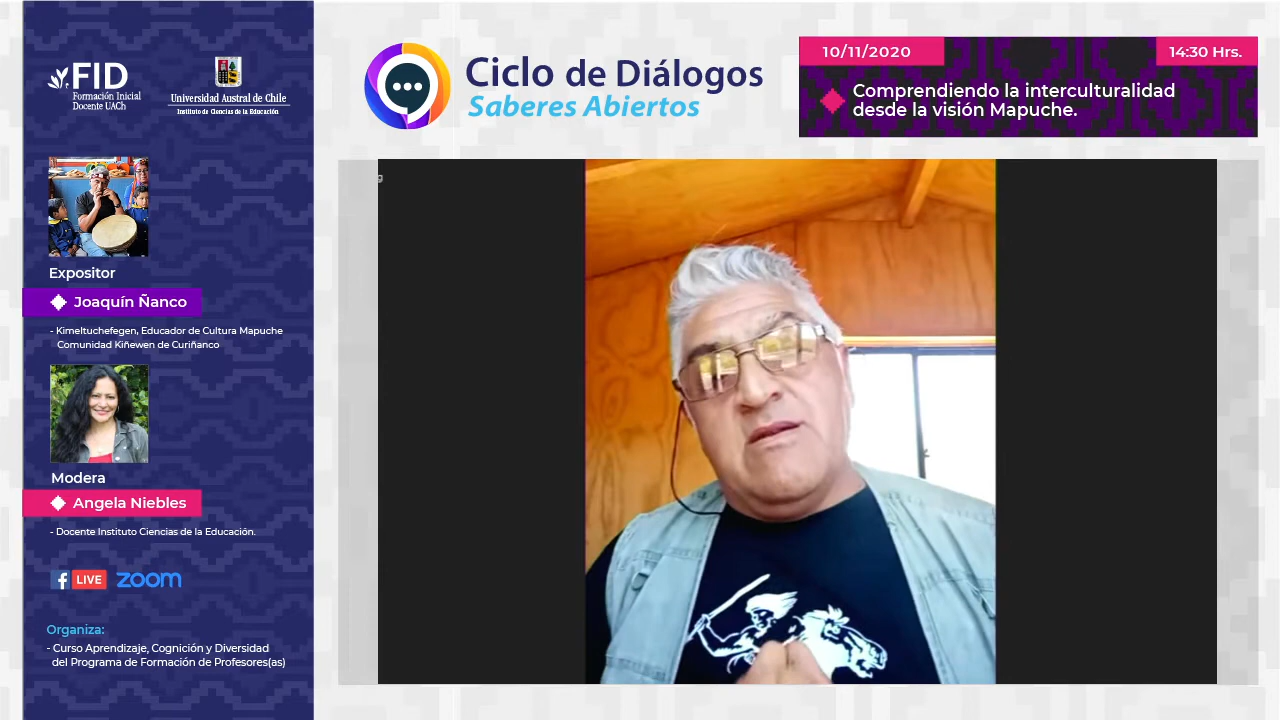 FID
Formación Inicial
Docente UACh
Universidad Austral de Chile
Instituto de Ciencias de la Educación
Expositor
Joaquín Ñanco
- Kimeltuchefegen, Educador de Cultura Mapuche
Comunidad Kiñewen de Curiñanco
Modera
Angela Niebles
- Docente Instituto Ciencias de la Educación.
f LIVE zoom
Organiza:
- Curso Aprendizaje, Cognición y Diversidad
del Programa de Formación de Profesores(as)
Ciclo de Diálogos
Saberes Abiertos
10/11/2020
14:30 Hrs.
Comprendiendo la interculturalidad
desde la visión Mapuche.